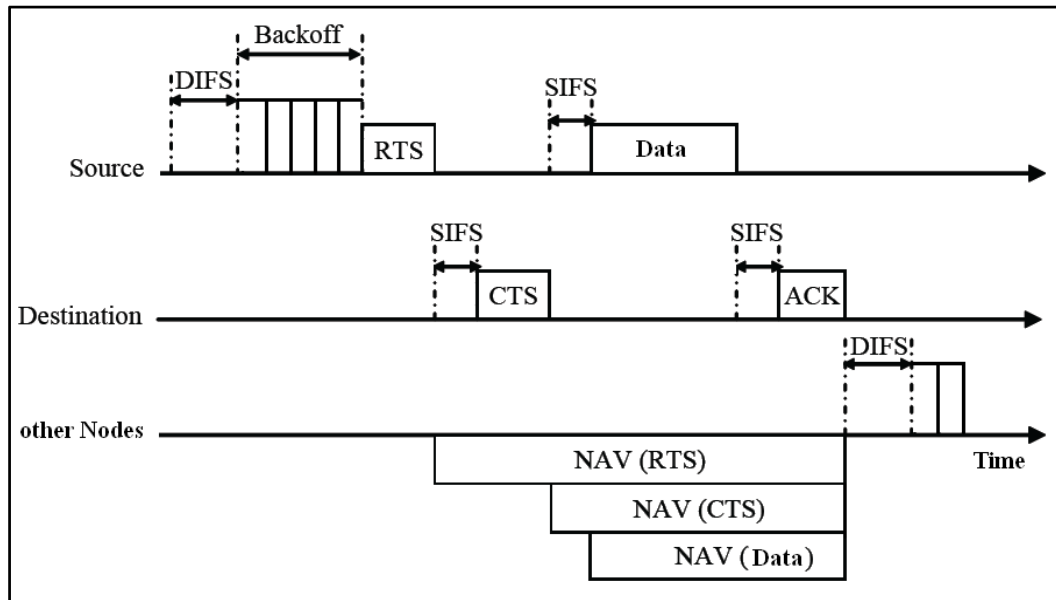 Backoff
DIFS
SIFS
RTS
Data
Source
SIFS
SIFS
CTS
ACK
Destination
DIFS
other Nodes
Time
NAV (RTS)
NAV (CTS)
NAV (Data)